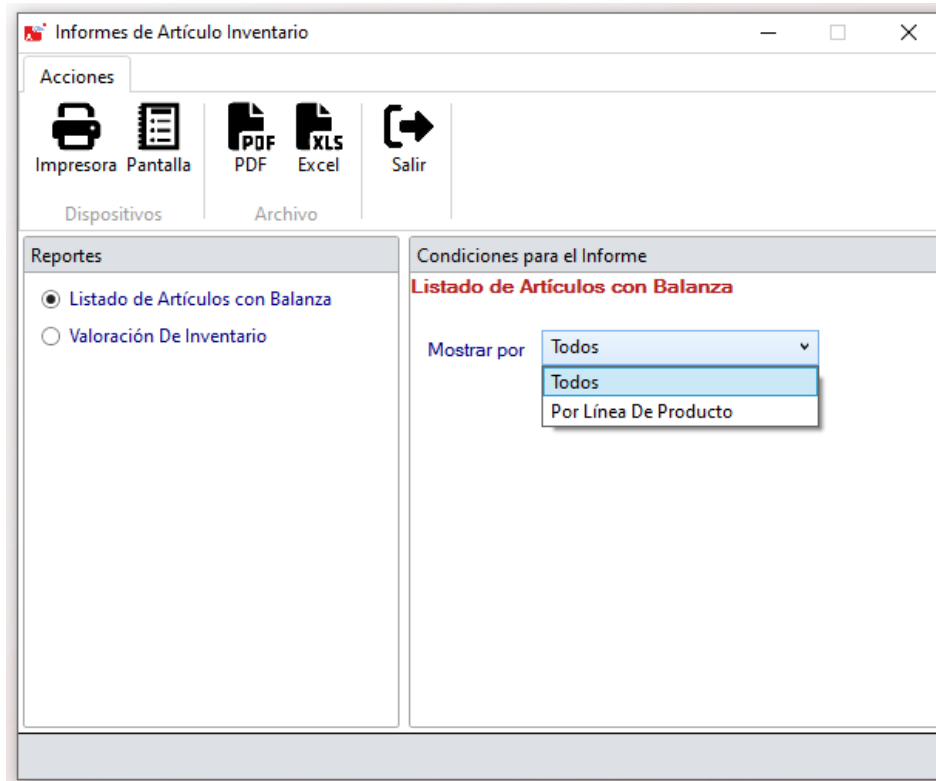 Informes de Artículo Inventario
Acciones
PDF XLS
Impresora Pantalla PDF Excel Salir
Dispositivos Archivo
Reportes
Listado de Artículos con Balanza
Valoración De Inventario
Condiciones para el Informe
Listado de Artículos con Balanza
Mostrar por Todos
Todos
Por Línea De Producto